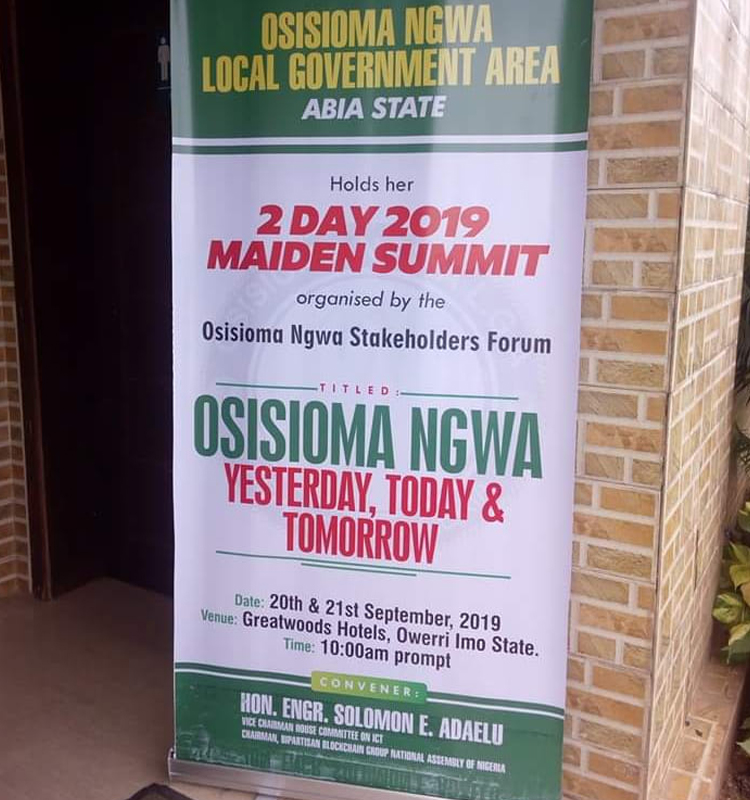 OSISIOMA NGWA
LOCAL GOVERNMENT AREA
ABIA STATE
Holds her
2 DAY 2019
MAIDEN SUMMIT
organised by the
Osisioma Ngwa Stakeholders Forum
TITLED:
OSISIOMA NGWA
YESTERDAY, TODAY &
TOMORROW
Date: 20th & 21st September, 2019
Venue: Greatwoods Hotels, Owerri Imo State.
Time: 10:00am prompt
CONVENER:
HON. ENGR. SOLOMON E. ADAELU
VICE CHAIRMAN HOUSE COMMITTEE ON ICT
CHAIRMAN, BIPARTISAN BLOCKCHAIN GROUP NATIONAL ASSEMBLY OF NIGERIA